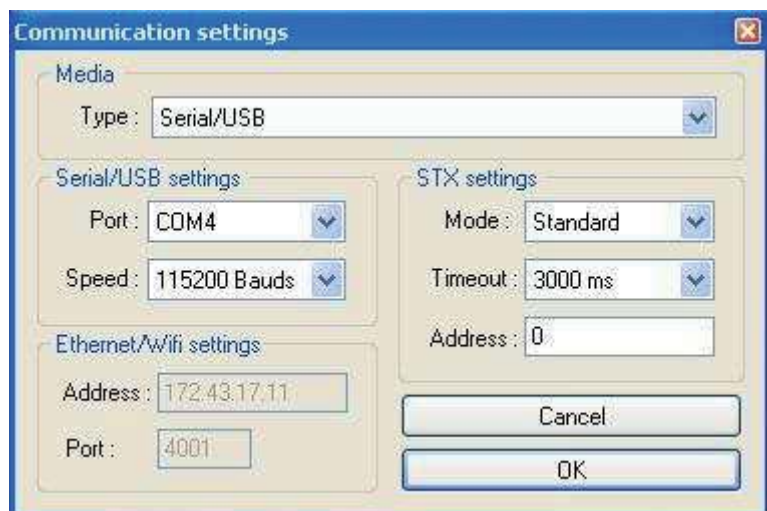 Communication settings
Media
Type : Serial/USB
Serial/USB settings
Port : COM4
Speed : 115200 Bauds
Ethernet/Wifi settings
Address : 172.43.17.11
Port : 4001
STX settings
Mode : Standard
Timeout : 3000 ms
Address : 0
Cancel
OK